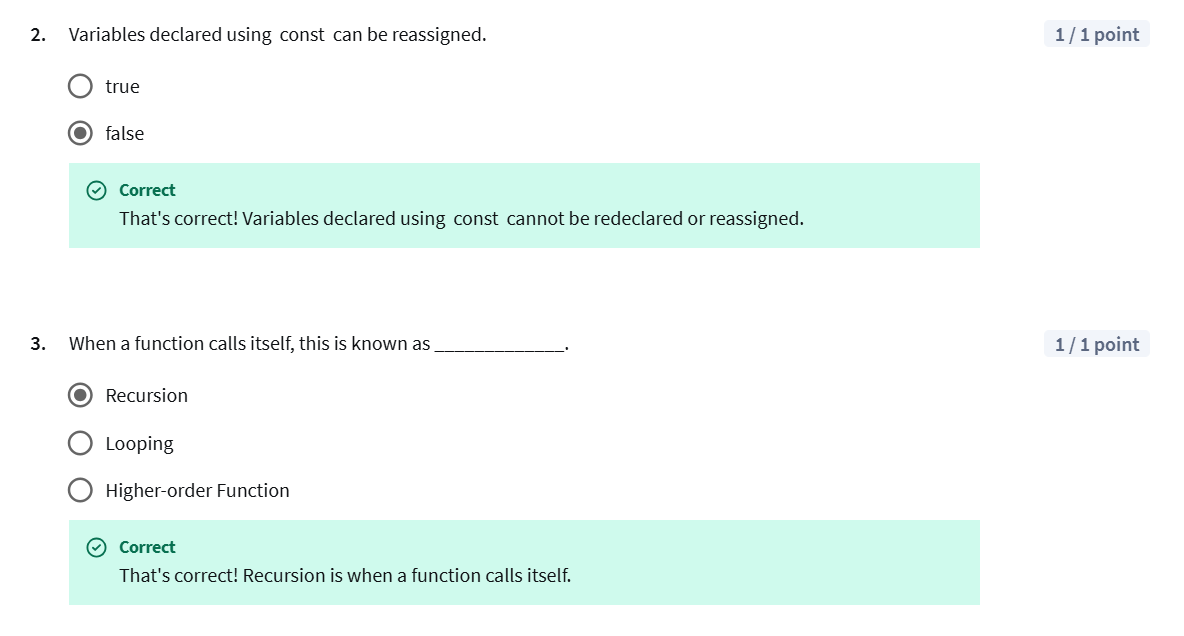 2. Variables declared using const can be reassigned. 1 / 1 point
true
false
Correct
That's correct! Variables declared using const cannot be redeclared or reassigned.
3. When a function calls itself, this is known as _____________. 1 / 1 point
Recursion
Looping
Higher-order Function
Correct
That's correct! Recursion is when a function calls itself.